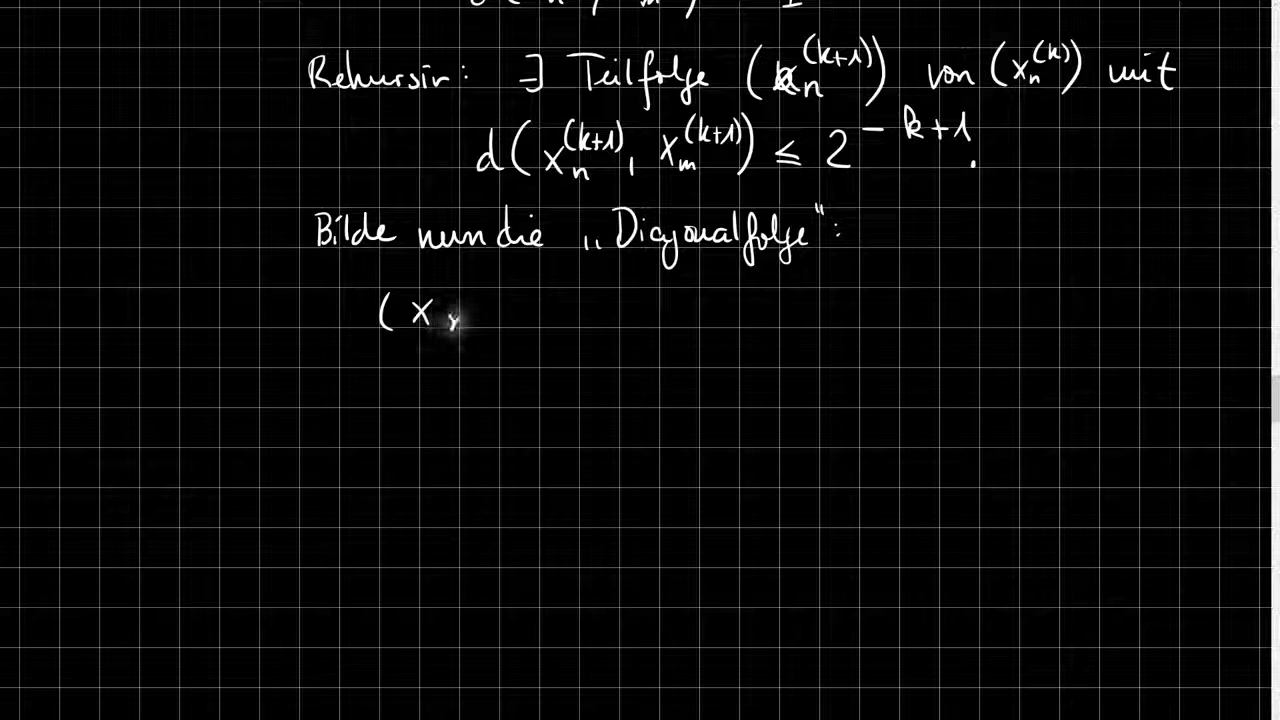 Rekursiv: ∃ Teilfolge (x_n^{(k+1)}) von (x_n^{(k)}) mit
d(x_n^{(k+1)}, x_m^{(k+1)}) ≤ 2^{-k+1}.
Bilde nun die „Diagonalfolge“:
(x